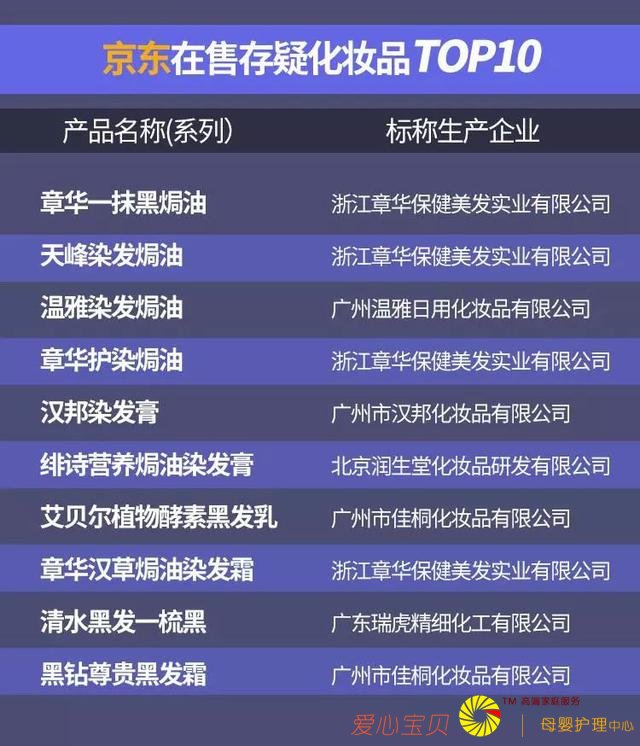 京东在售存疑化妆品TOP10
产品名称(系列) 标称生产企业
章华一抹黑焗油 浙江章华保健美发实业有限公司
天峰染发焗油 浙江章华保健美发实业有限公司
温雅染发焗油 广州温雅日用化妆品有限公司
章华护染焗油 浙江章华保健美发实业有限公司
汉邦染发膏 广州市汉邦化妆品有限公司
绯诗营养焗油染发膏 北京润生堂化妆品研发有限公司
艾贝尔植物酵素黑发乳 广州市佳桐化妆品有限公司
章华汉草焗油染发霜 浙江章华保健美发实业有限公司
清水黑发一梳黑 广东瑞虎精细化工有限公司
黑钻尊贵黑发霜 广州市佳桐化妆品有限公司
TM 高端家庭服务
爱心宝贝 | 母婴护理中心